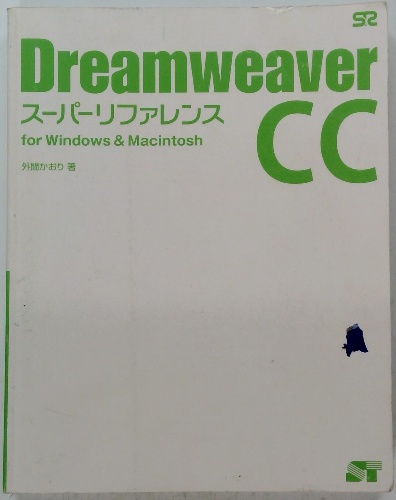 SR
Dreamweaver
CC
スーパーリファレンス
for Windows & Macintosh
外間かおり 著
ST